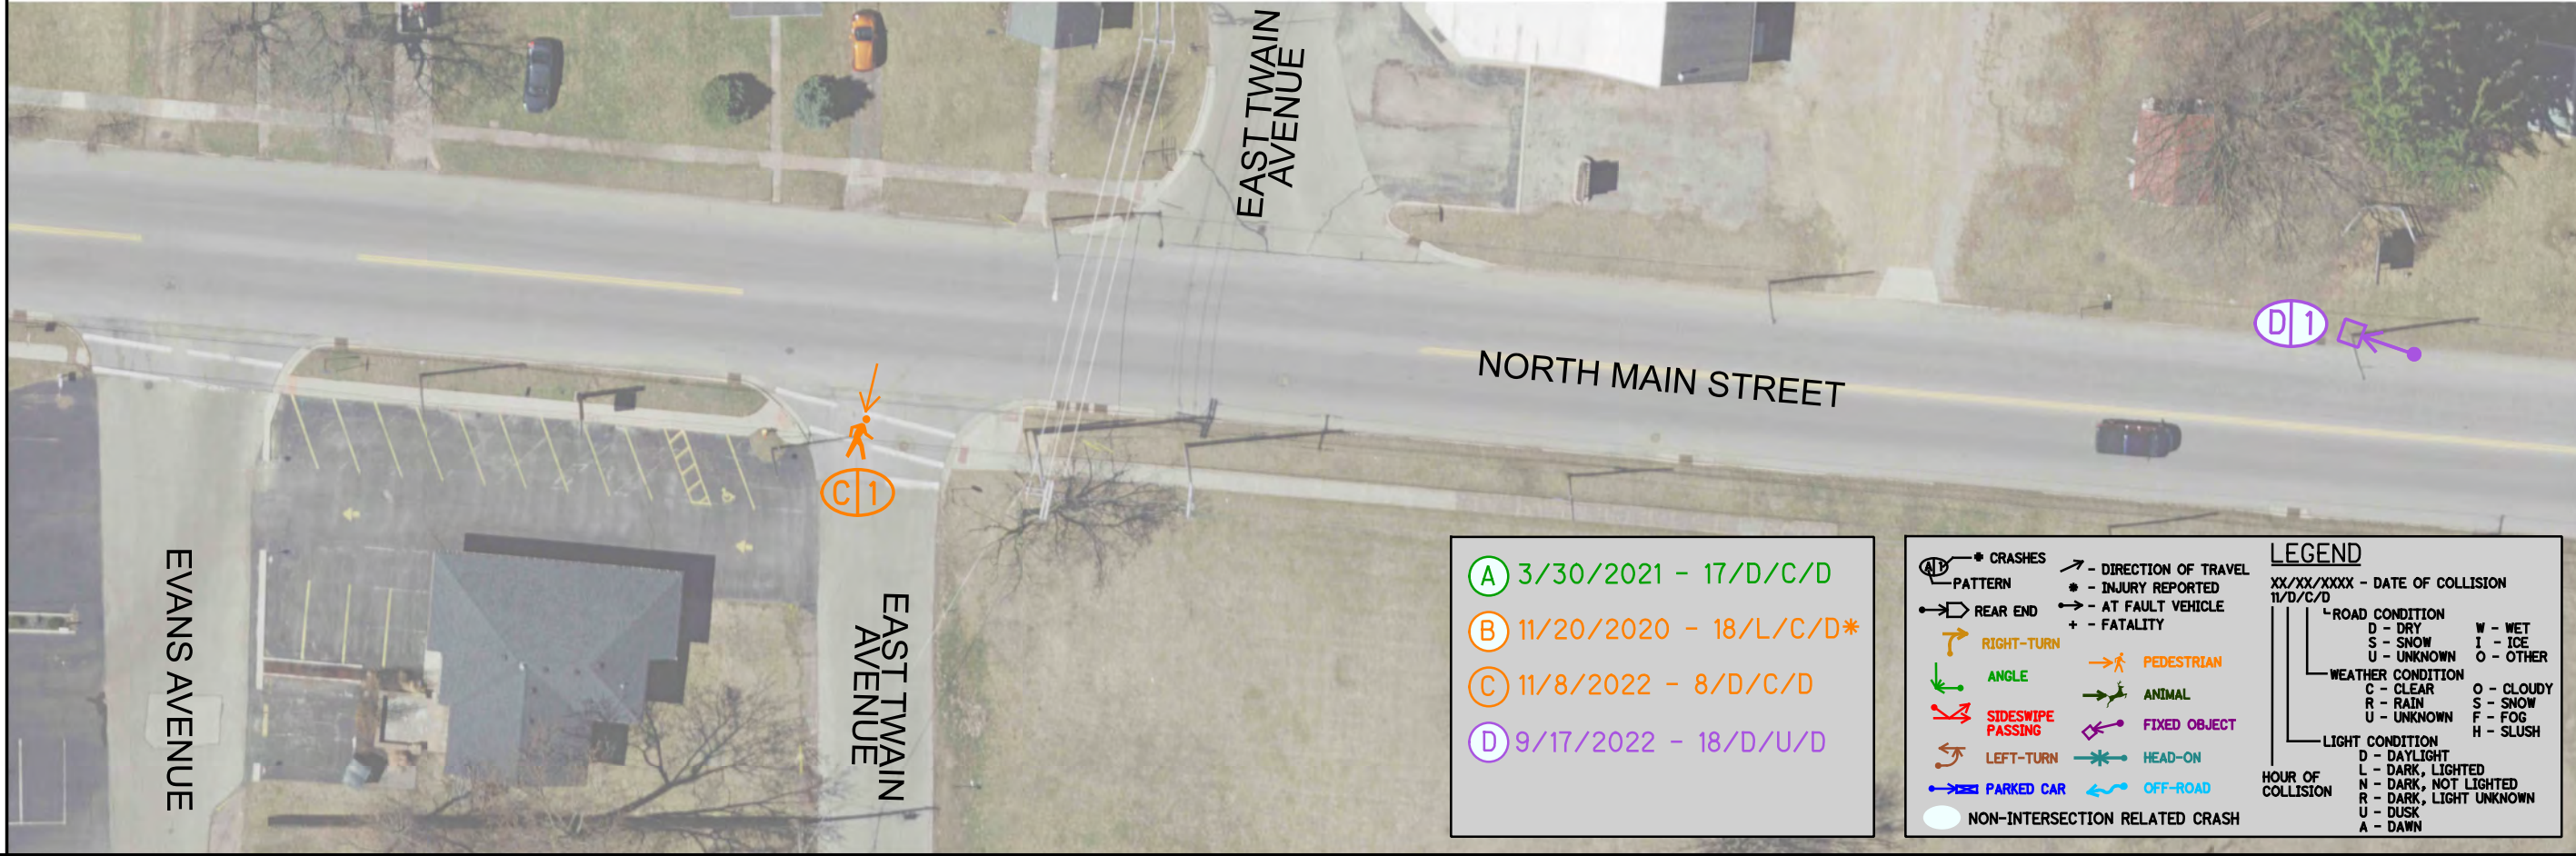 EAST TWAIN
AVENUE
NORTH MAIN STREET
D 1
C 1
EVANS AVENUE
EAST TWAIN
AVENUE
A 3/30/2021 - 17/D/C/D
B 11/20/2020 - 18/L/C/D*
C 11/8/2022 - 8/D/C/D
D 9/17/2022 - 18/D/U/D
LEGEND
# CRASHES
PATTERN
REAR END
RIGHT-TURN
ANGLE
SIDESWIPE
PASSING
LEFT-TURN
PARKED CAR
NON-INTERSECTION RELATED CRASH
- DIRECTION OF TRAVEL
* - INJURY REPORTED
- AT FAULT VEHICLE
+ - FATALITY
PEDESTRIAN
ANIMAL
FIXED OBJECT
HEAD-ON
OFF-ROAD
XX/XX/XXXX - DATE OF COLLISION
11/D/C/D
ROAD CONDITION
D - DRY W - WET
S - SNOW I - ICE
U - UNKNOWN O - OTHER
WEATHER CONDITION
C - CLEAR O - CLOUDY
R - RAIN S - SNOW
U - UNKNOWN F - FOG
H - SLUSH
LIGHT CONDITION
D - DAYLIGHT
L - DARK, LIGHTED
N - DARK, NOT LIGHTED
R - DARK, LIGHT UNKNOWN
U - DUSK
A - DAWN
HOUR OF
COLLISION